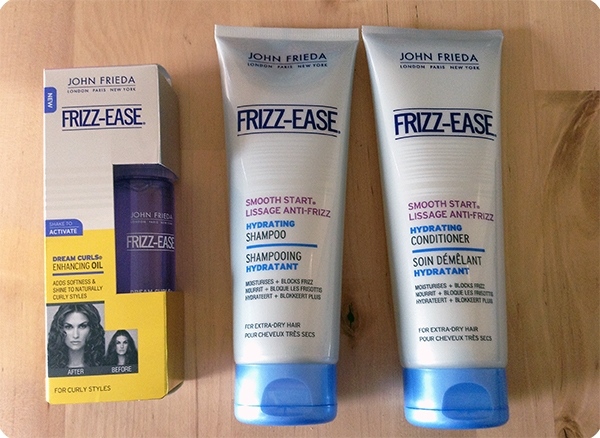 JOHN FRIEDA
LONDON PARIS NEW YORK
NEW
FRIZZ-EASE
SHAKE TO
ACTIVATE
JOHN FRIEDA
FRIZZ-EASE
DREAM CURLS
DREAM CURLS®
ENHANCING OIL
ADDS SOFTNESS &
SHINE TO NATURALLY
CURLY STYLES
AFTER
BEFORE
FOR CURLY STYLES
JOHN FRIEDA
LONDON PARIS NEW YORK
FRIZZ-EASE
SMOOTH START®
LISSAGE ANTI-FRIZZ
HYDRATING
SHAMPOO
SHAMPOOING
HYDRATANT
MOISTURISES + BLOCKS FRIZZ
NOURRIT + BLOQUE LES FRISOTTIS
HYDRATEERT + BLOKKEERT PLUIS
FOR EXTRA-DRY HAIR
POUR CHEVEUX TRÈS SECS
JOHN FRIEDA
LONDON PARIS NEW YORK
FRIZZ-EASE
SMOOTH START®
LISSAGE ANTI-FRIZZ
HYDRATING
CONDITIONER
SOIN DÉMÊLANT
HYDRATANT
MOISTURISES + BLOCKS FRIZZ
NOURRIT + BLOQUE LES FRISOTTIS
HYDRATEERT + BLOKKEERT PLUIS
FOR EXTRA-DRY HAIR
POUR CHEVEUX TRÈS SECS